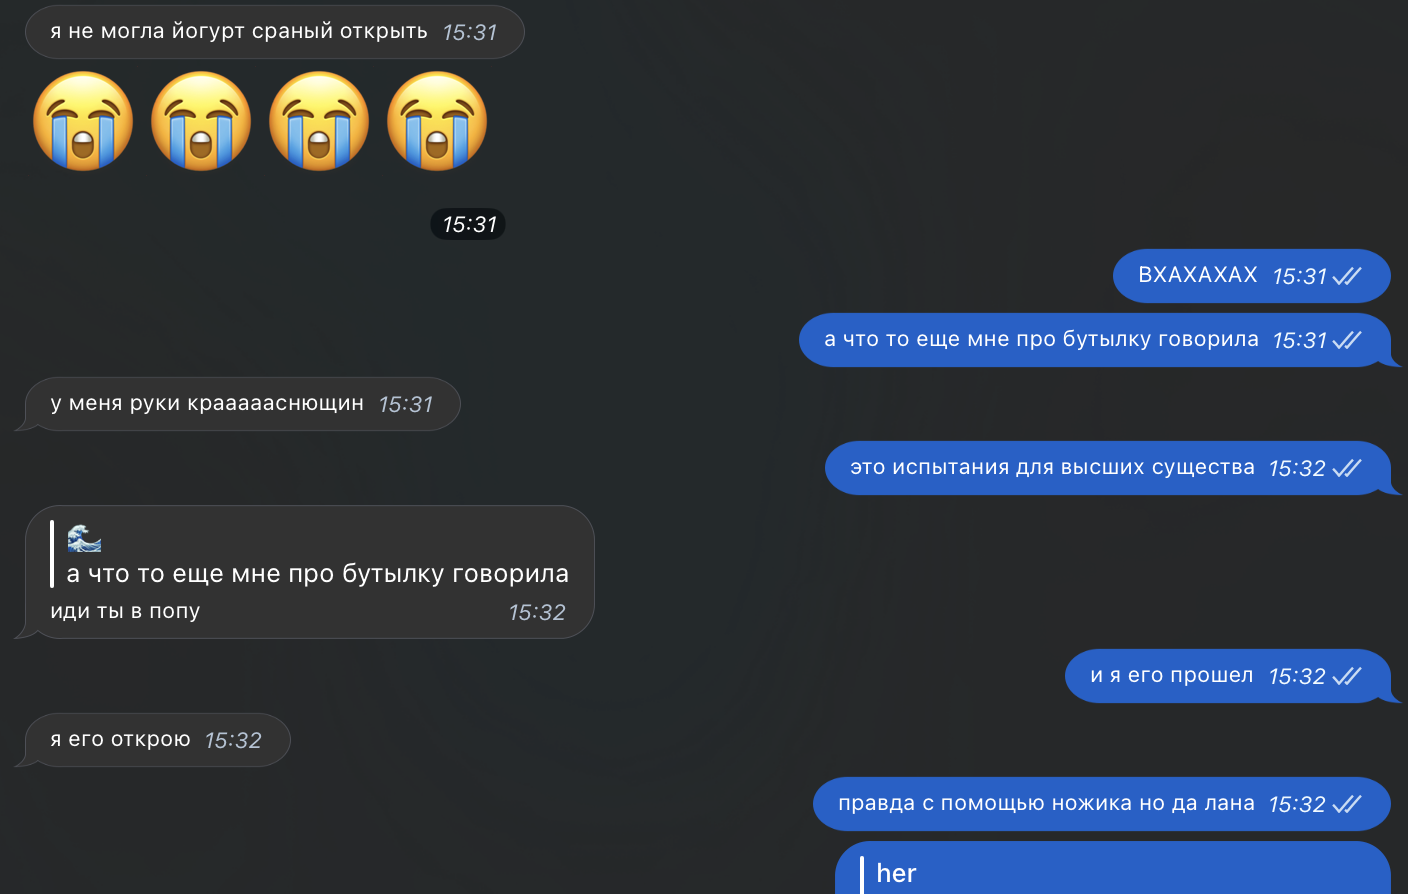 я не могла йогурт сраный открыть 15:31
😭😭😭😭
15:31
ВХАХАХАХ 15:31
а что то еще мне про бутылку говорила 15:31
у меня руки краааааснющин 15:31
это испытания для высших существа 15:32
🌊
а что то еще мне про бутылку говорила
иди ты в попу 15:32
и я его прошел 15:32
я его открою 15:32
правда с помощью ножика но да лана 15:32
her